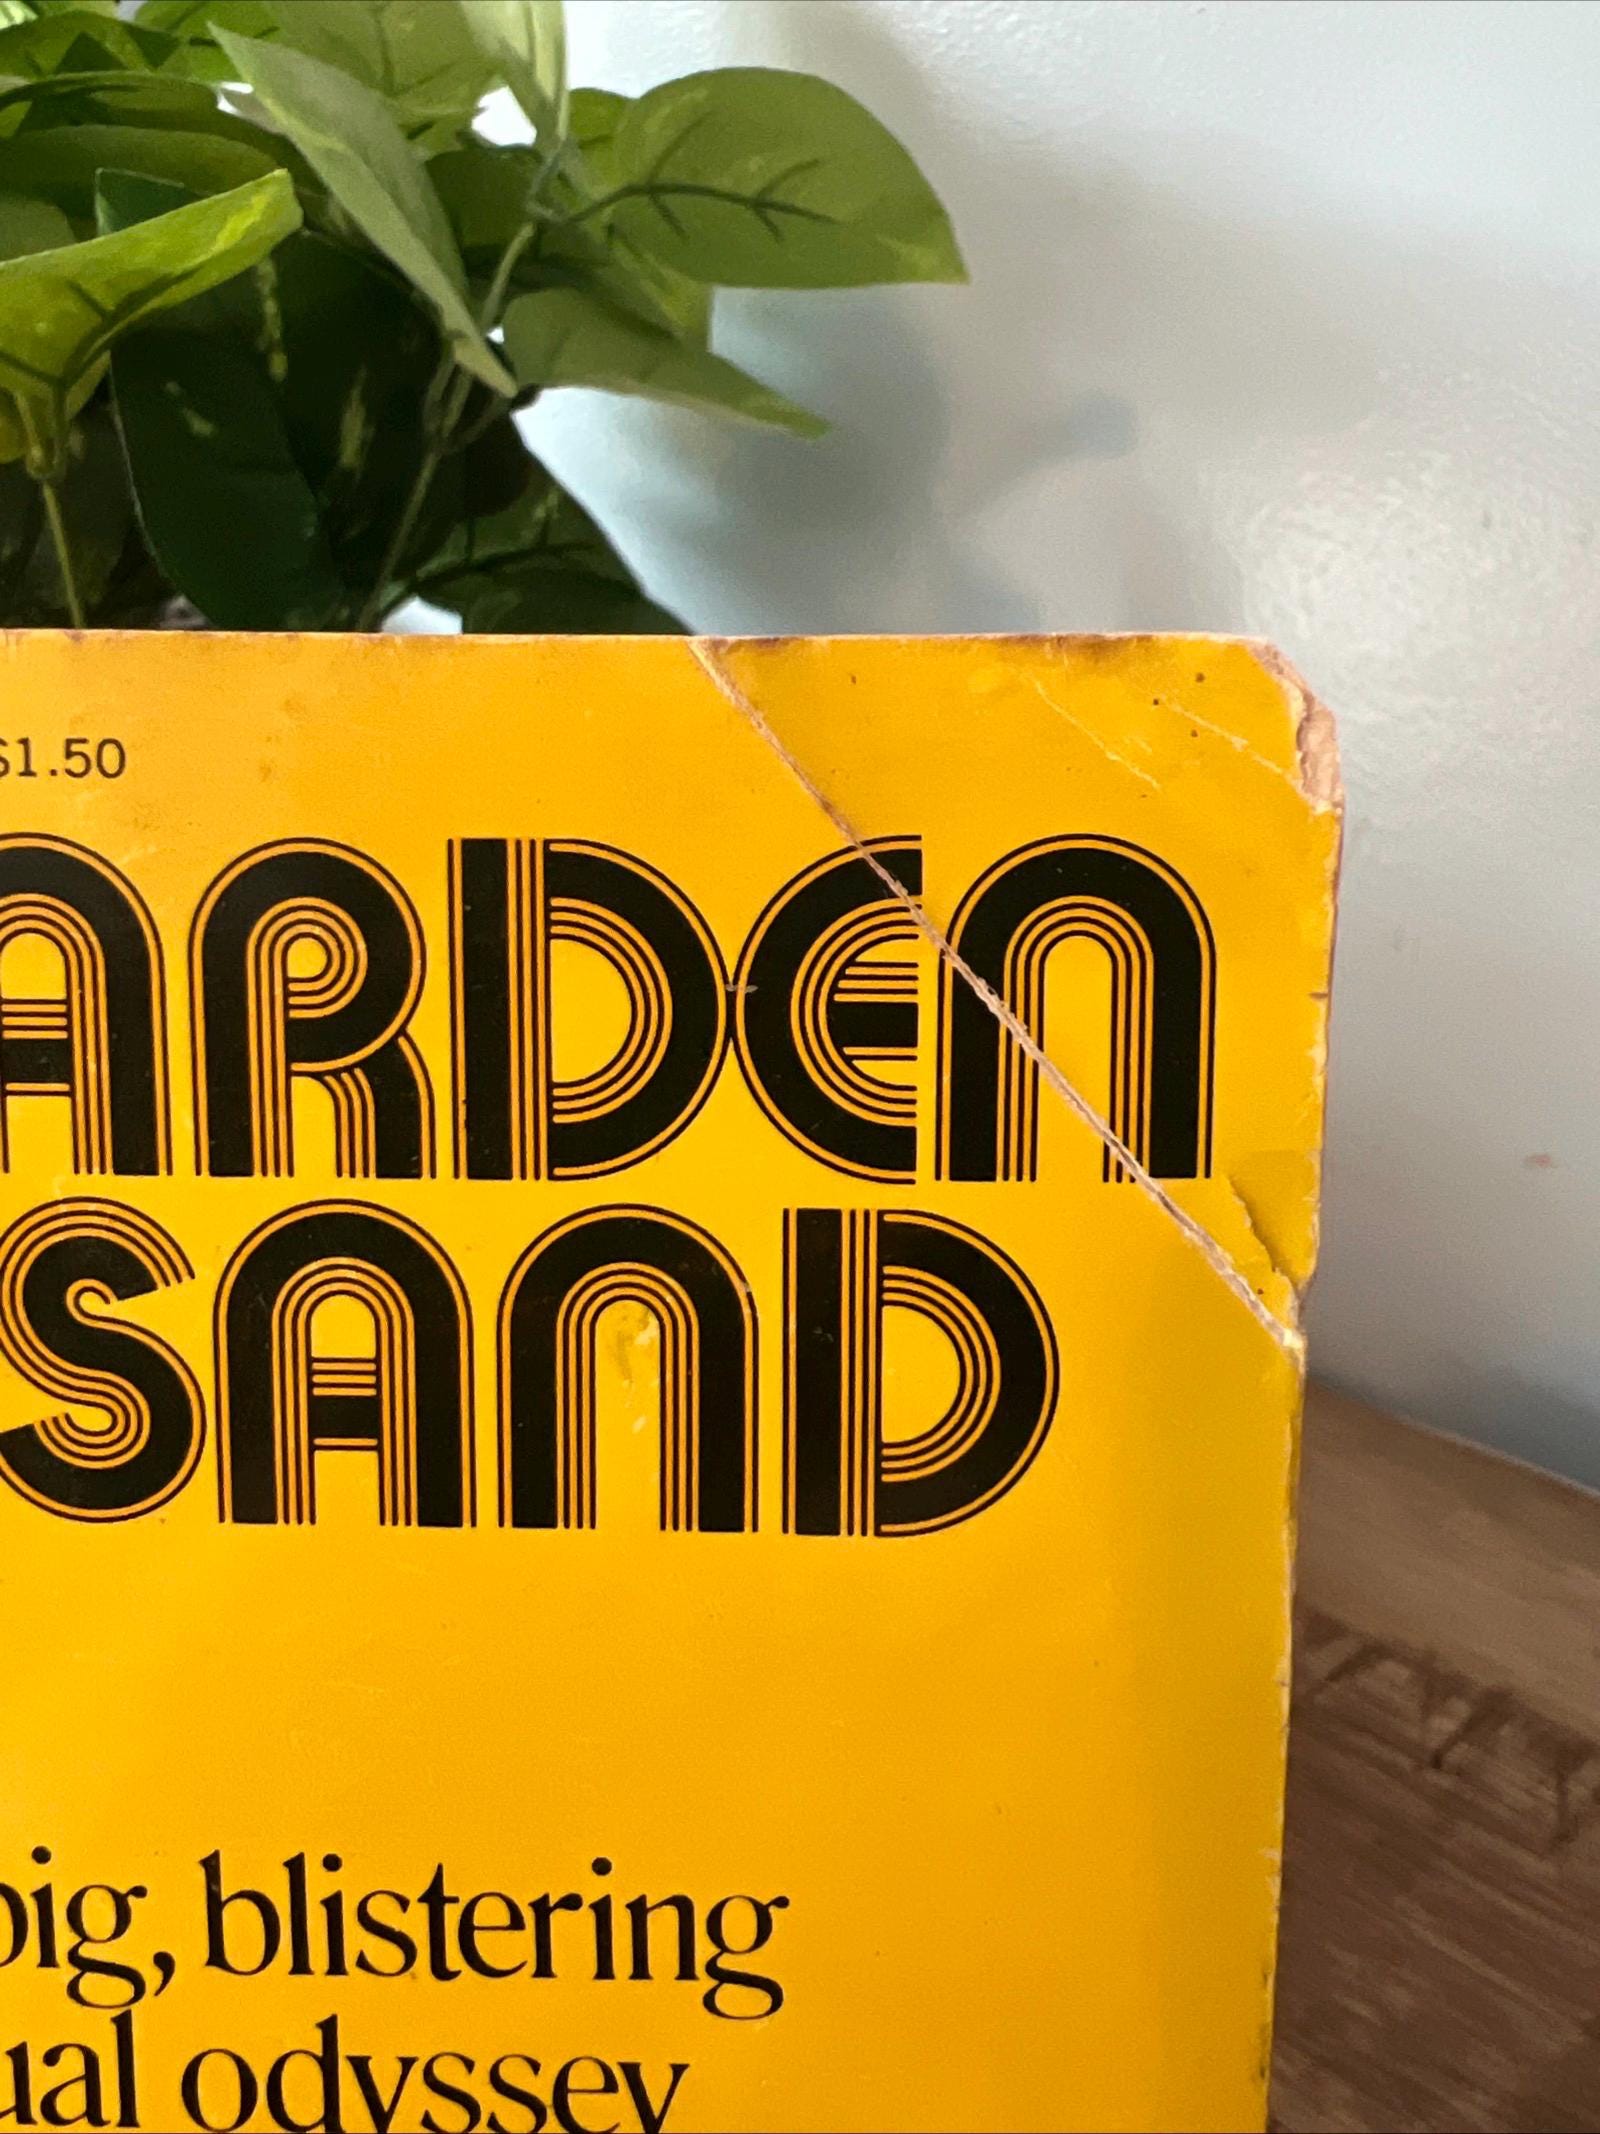 $1.50
ARDEN
SAND
big, blistering
ual odyssey